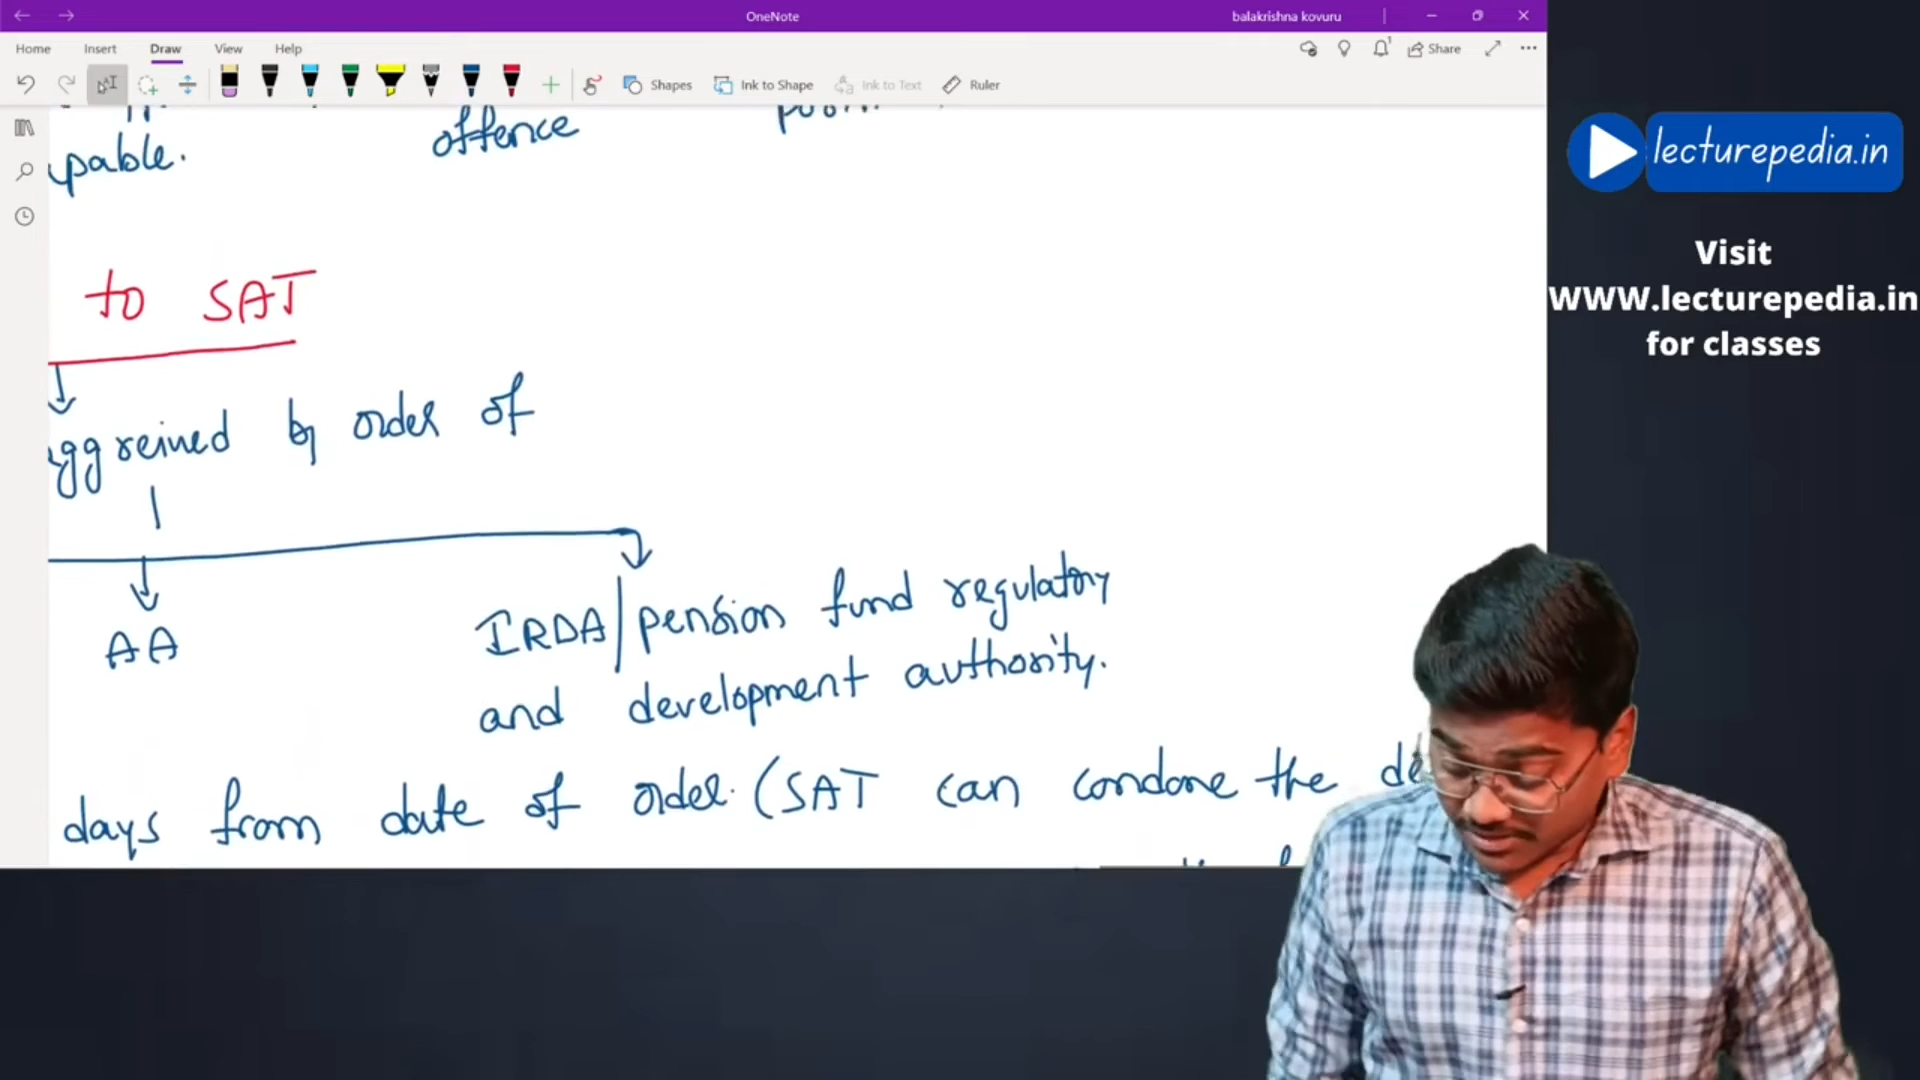 OneNote
balakrishna kovuru
Home Insert Draw View Help
Share
Shapes
Ink to Shape
Ink to Text
Ruler
pable.
offence
to SAT
aggreived by order of
AA
IRDA/pension fund regulatory
and development authority.
days from date of order. (SAT can condone the de
lecturepedia.in
Visit
WWW.lecturepedia.in
for classes